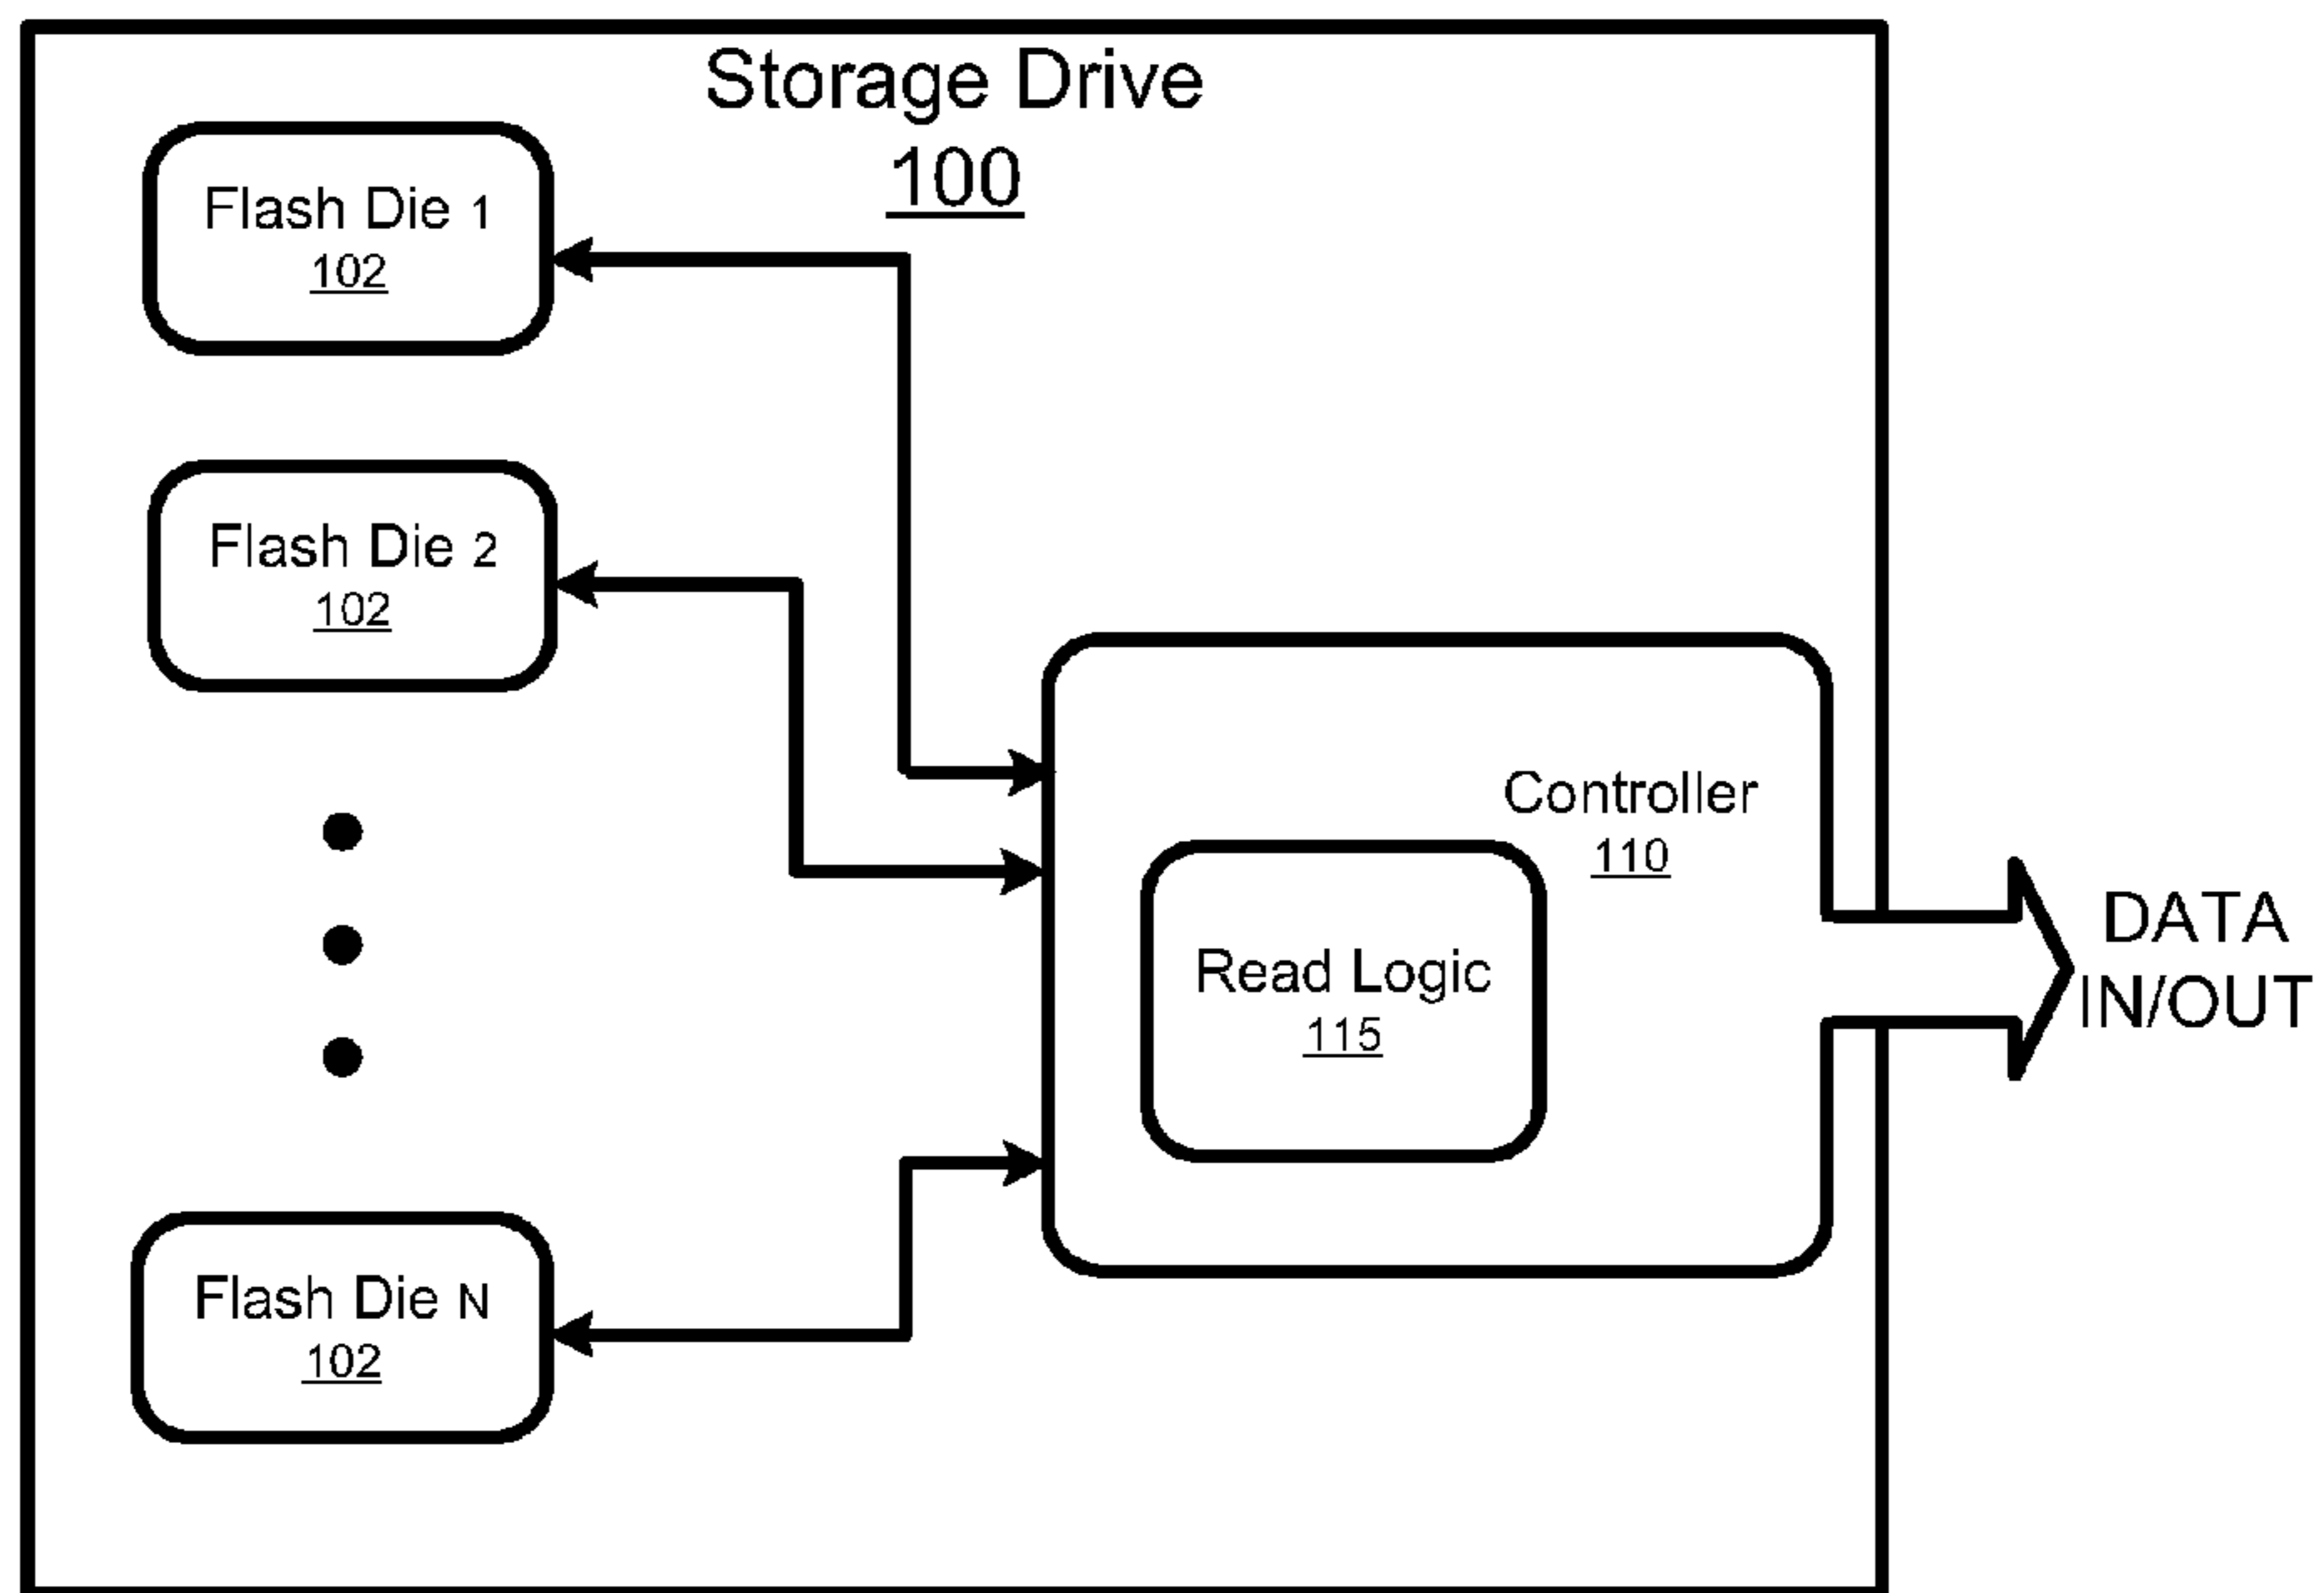 Storage Drive
100
Flash Die 1
102
Flash Die 2
102
Flash Die N
102
Controller
110
Read Logic
115
DATA
IN/OUT